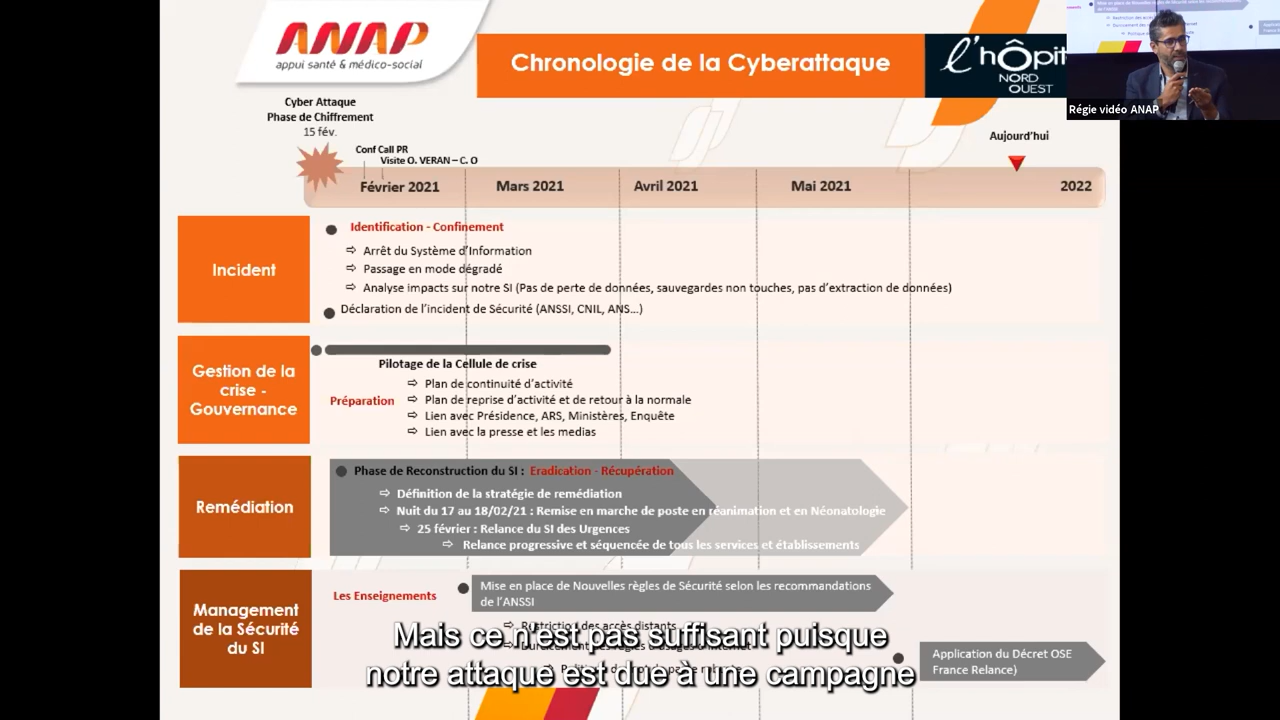 ANAP
appui santé & médico-social
Chronologie de la Cyberattaque
l'hôpit
NORD
OUEST
Régie vidéo ANAP
Cyber Attaque
Phase de Chiffrement
15 fév.
Conf Call PR
Visite O. VERAN – C. O
Aujourd'hui
Février 2021
Mars 2021
Avril 2021
Mai 2021
2022
Incident
Identification - Confinement
⇨ Arrêt du Système d'Information
⇨ Passage en mode dégradé
⇨ Analyse impacts sur notre SI (Pas de perte de données, sauvegardes non touches, pas d'extraction de données)
Déclaration de l'incident de Sécurité (ANSSI, CNIL, ANS…)
Gestion de la
crise -
Gouvernance
Pilotage de la Cellule de crise
Préparation
⇨ Plan de continuité d'activité
⇨ Plan de reprise d'activité et de retour à la normale
⇨ Lien avec Présidence, ARS, Ministères, Enquête
⇨ Lien avec la presse et les medias
Remédiation
Phase de Reconstruction du SI : Eradication - Récupération
⇨ Définition de la stratégie de remédiation
⇨ Nuit du 17 au 18/02/21 : Remise en marche de poste en réanimation et en Néonatologie
⇨ 25 février : Relance du SI des Urgences
⇨ Relance progressive et séquencée de tous les services et établissements
Management
de la Sécurité
du SI
Les Enseignements
Mise en place de Nouvelles règles de Sécurité selon les recommandations
de l'ANSSI
⇨ Restriction des accès distants
Application du Décret OSE
France Relance)
Mais ce n'est pas suffisant puisque
notre attaque est due à une campagne